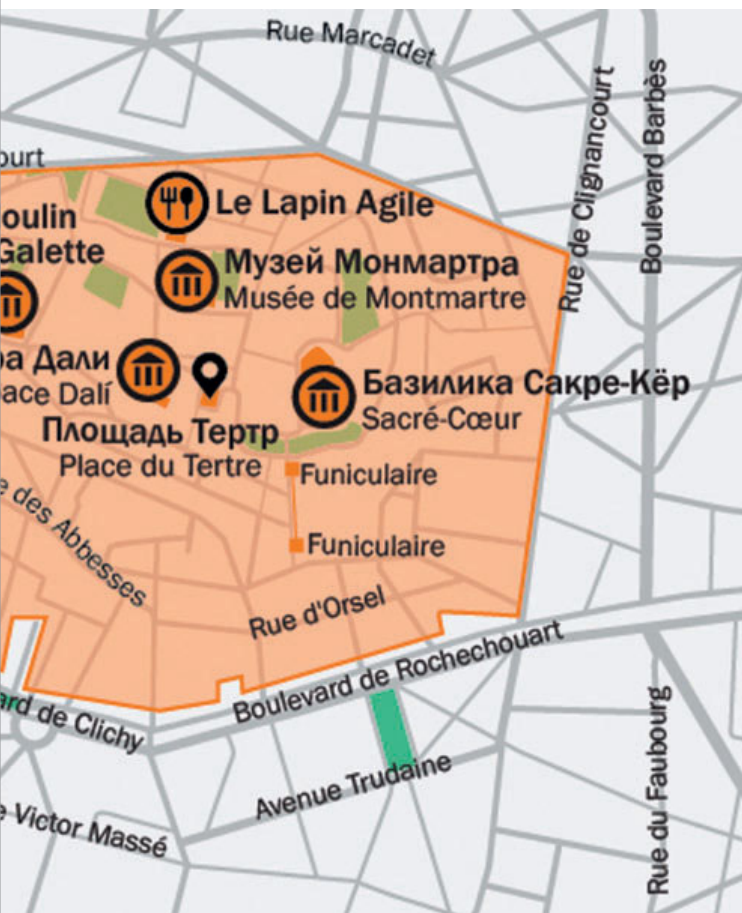 Rue Marcadet
Rue de Clignancourt
Boulevard Barbès
ourt
Le Lapin Agile
oulin
Galette
Музей Монмартра
Musée de Montmartre
ра Дали
ace Dalí
Базилика Сакре-Кёр
Sacré-Cœur
Площадь Тертр
Place du Tertre
Funiculaire
Funiculaire
e des Abbesses
Rue d'Orsel
Boulevard de Rochechouart
ard de Clichy
Avenue Trudaine
e Victor Massé
Rue du Faubourg